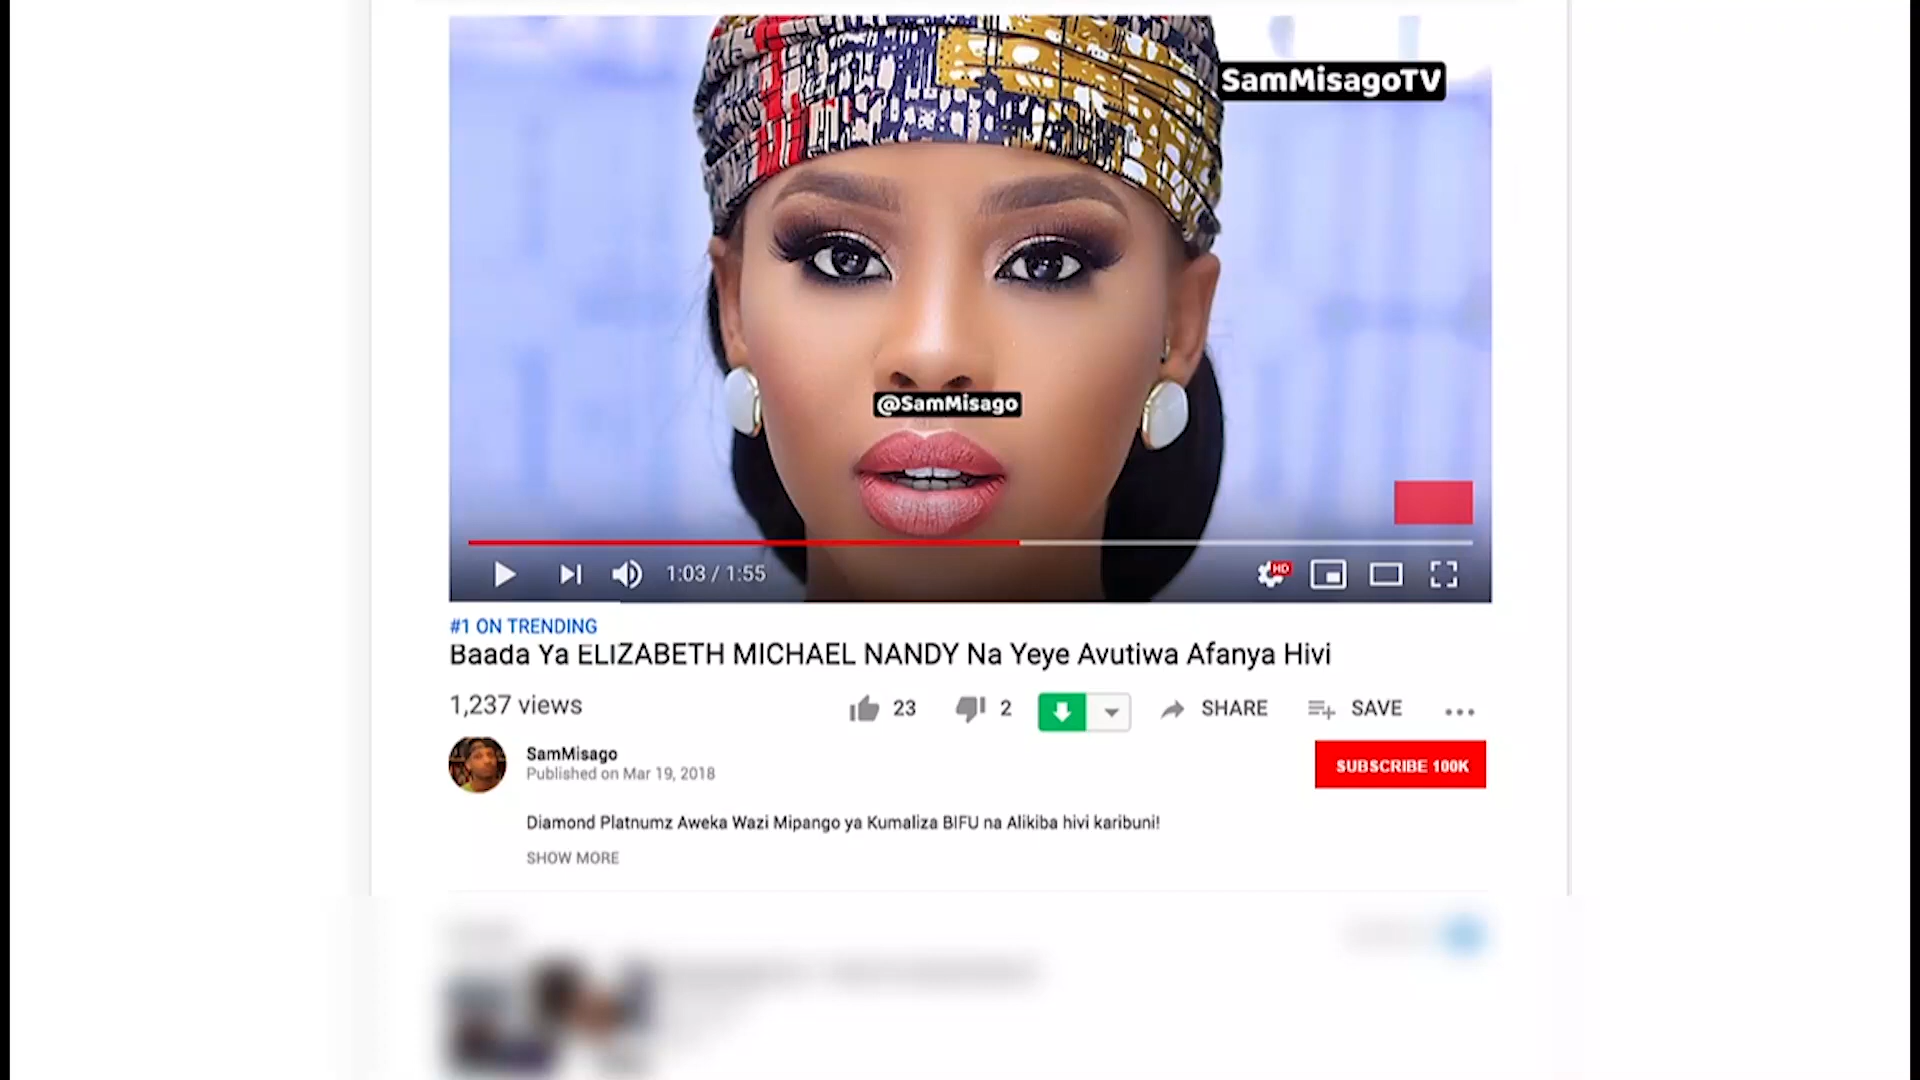 SamMisagoTV
@SamMisago
1:03 / 1:55
HD
#1 ON TRENDING
Baada Ya ELIZABETH MICHAEL NANDY Na Yeye Avutiwa Afanya Hivi
1,237 views
23
2
SHARE
SAVE
SamMisago
Published on Mar 19, 2018
SUBSCRIBE 100K
Diamond Platnumz Aweka Wazi Mipango ya Kumaliza BIFU na Alikiba hivi karibuni!
SHOW MORE